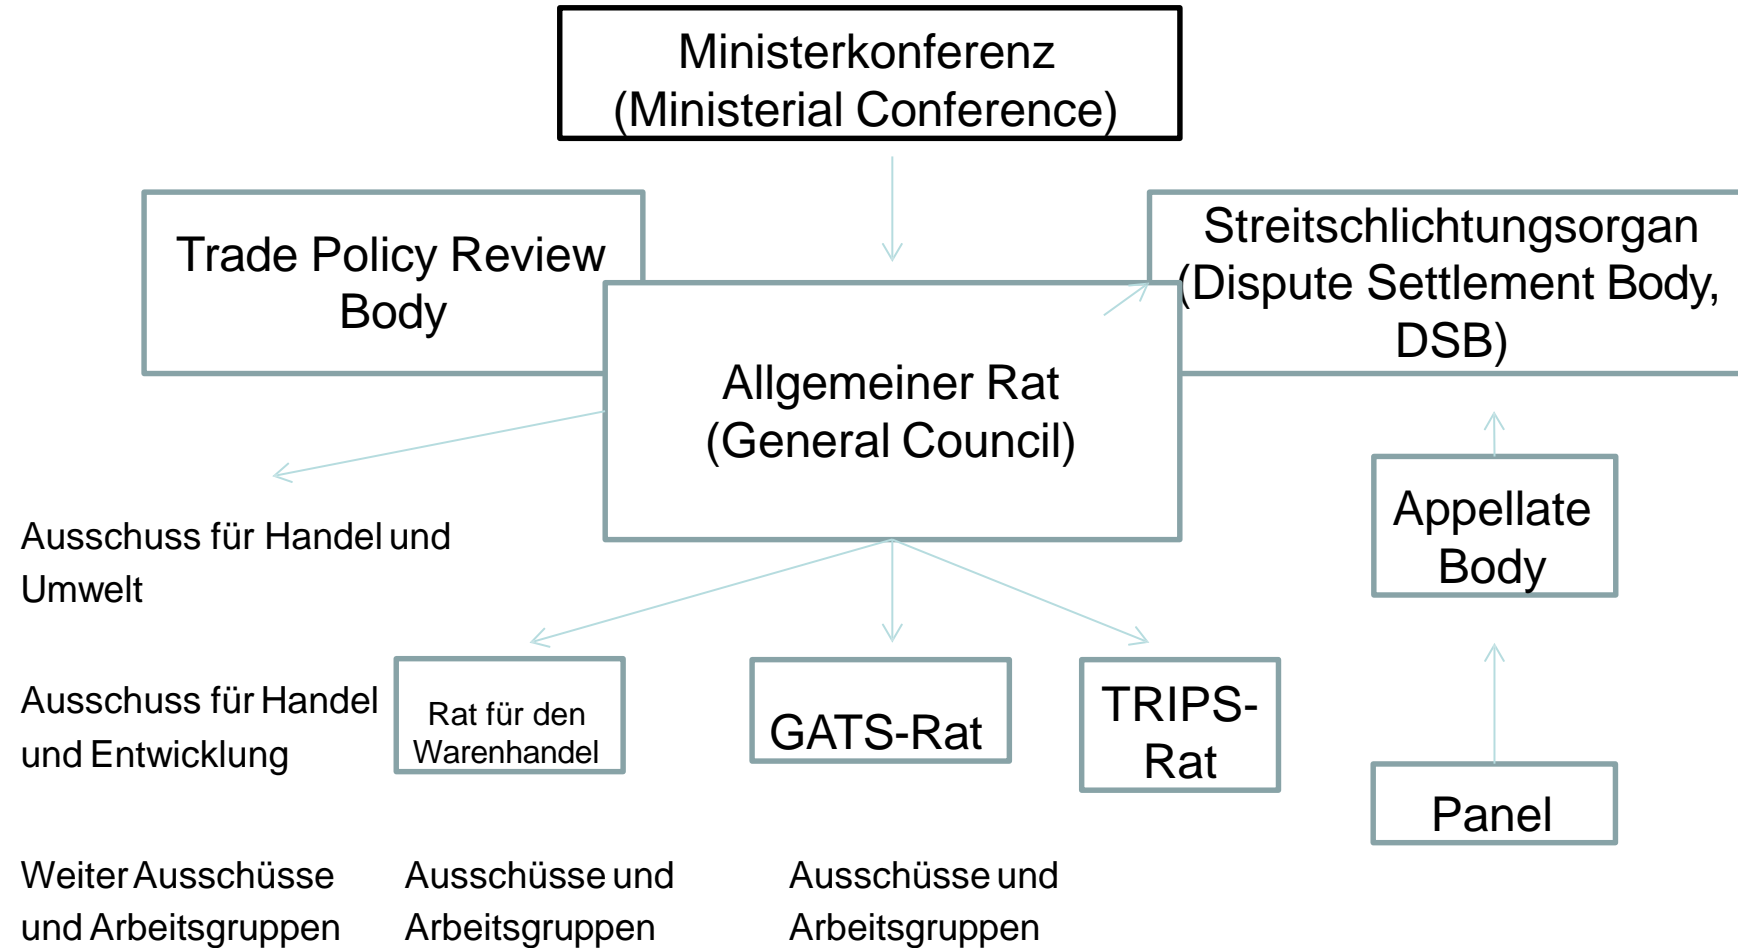 Ministerkonferenz
(Ministerial Conference)
Trade Policy Review
Body
Streitschlichtungsorgan
(Dispute Settlement Body,
DSB)
Allgemeiner Rat
(General Council)
Appellate
Body
Ausschuss für Handel und
Umwelt
Ausschuss für Handel
und Entwicklung
Rat für den
Warenhandel
GATS-Rat
TRIPS-
Rat
Panel
Weiter Ausschüsse
und Arbeitsgruppen
Ausschüsse und
Arbeitsgruppen
Ausschüsse und
Arbeitsgruppen